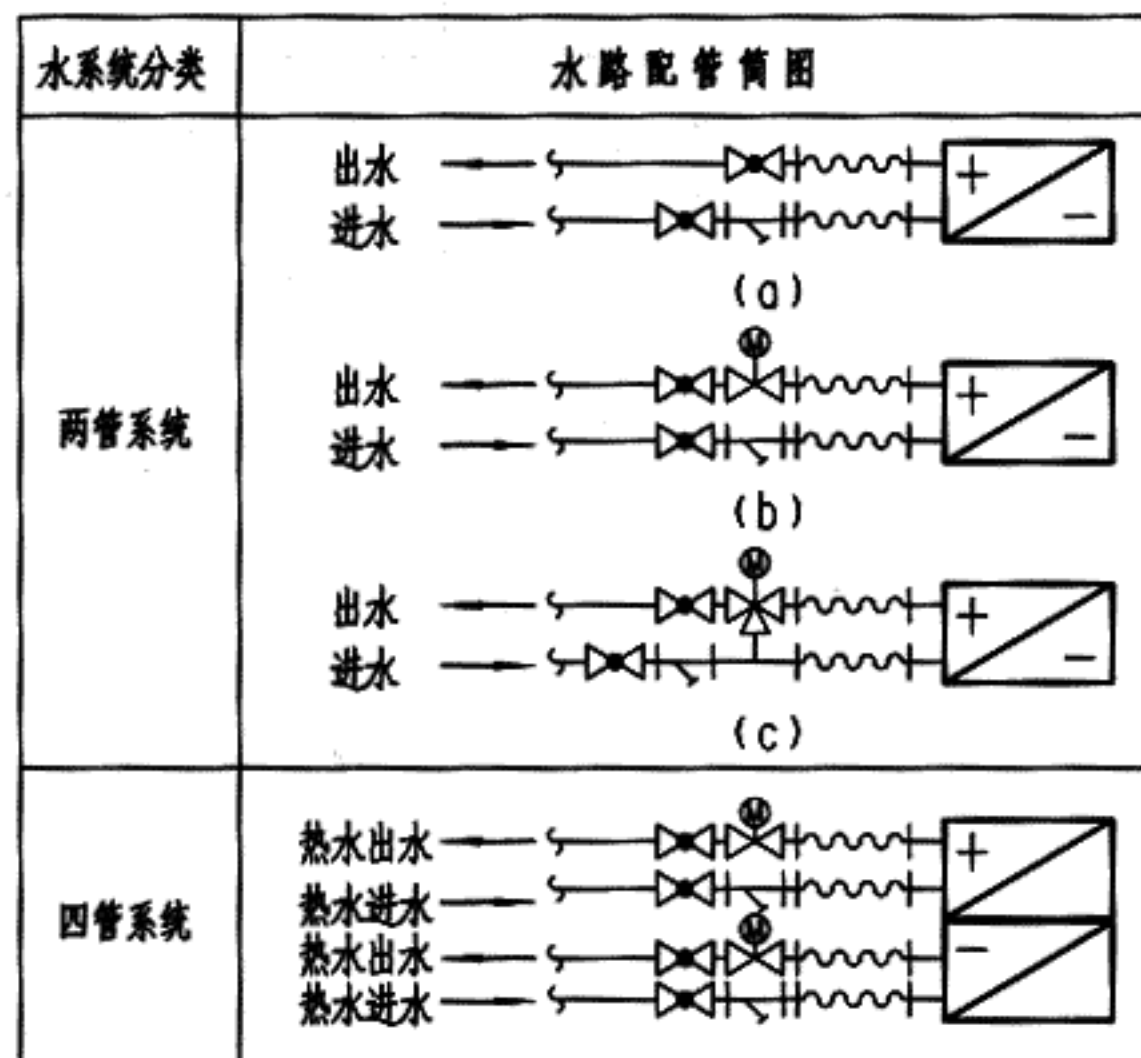 水系统分类 水路配管简图
出水
进水
+
−
(a)
M
出水
进水
+
−
(b)
两管系统
M
出水
进水
+
−
(c)
M
热水出水
+
热水进水
四管系统
M
热水出水
−
热水进水